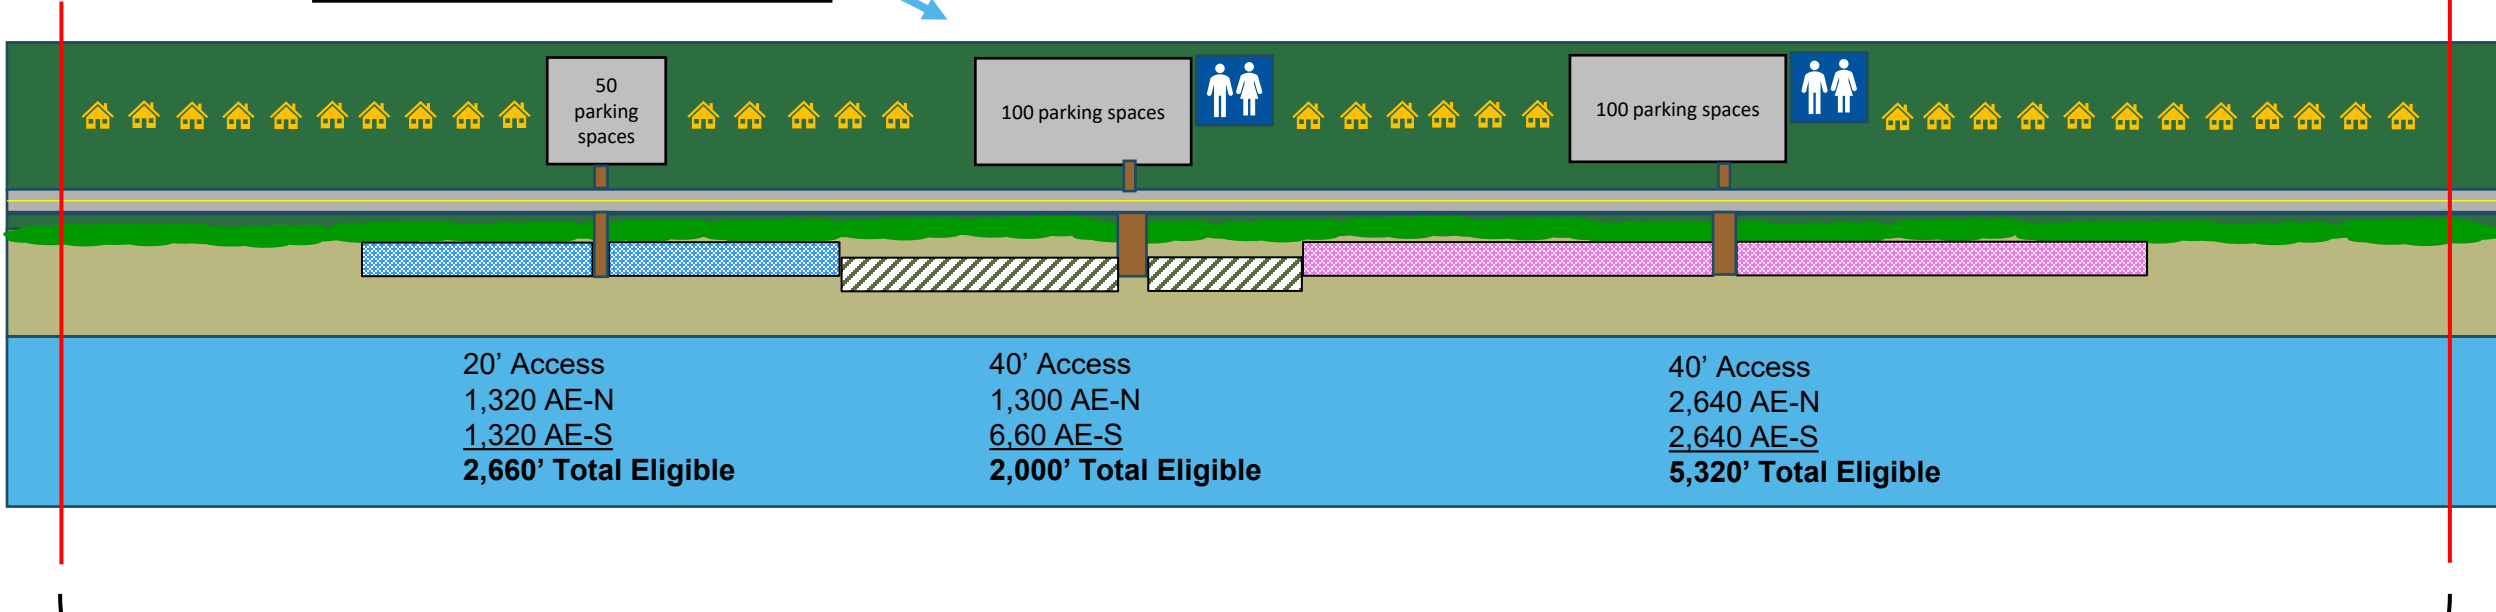 50
parking
spaces
100 parking spaces
100 parking spaces
20’ Access
1,320 AE-N
1,320 AE-S
2,660’ Total Eligible
40’ Access
1,300 AE-N
6,60 AE-S
2,000’ Total Eligible
40’ Access
2,640 AE-N
2,640 AE-S
5,320’ Total Eligible